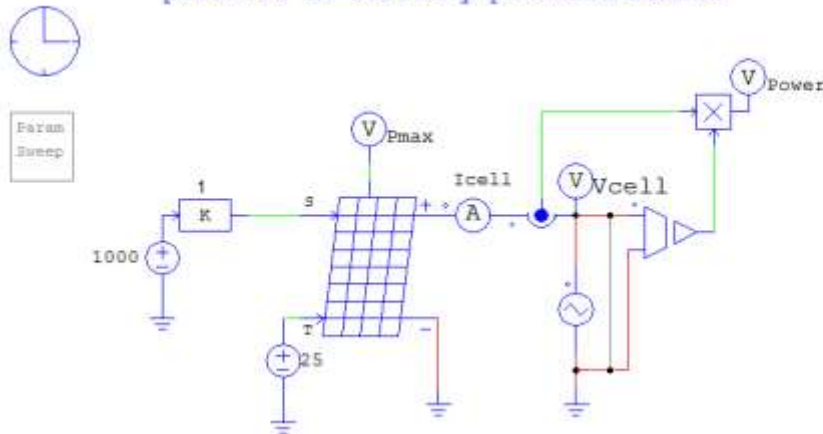 V Power
Param
Sweep
V Pmax
1
K
S
Icell
A
V Vcell
1000
T
25